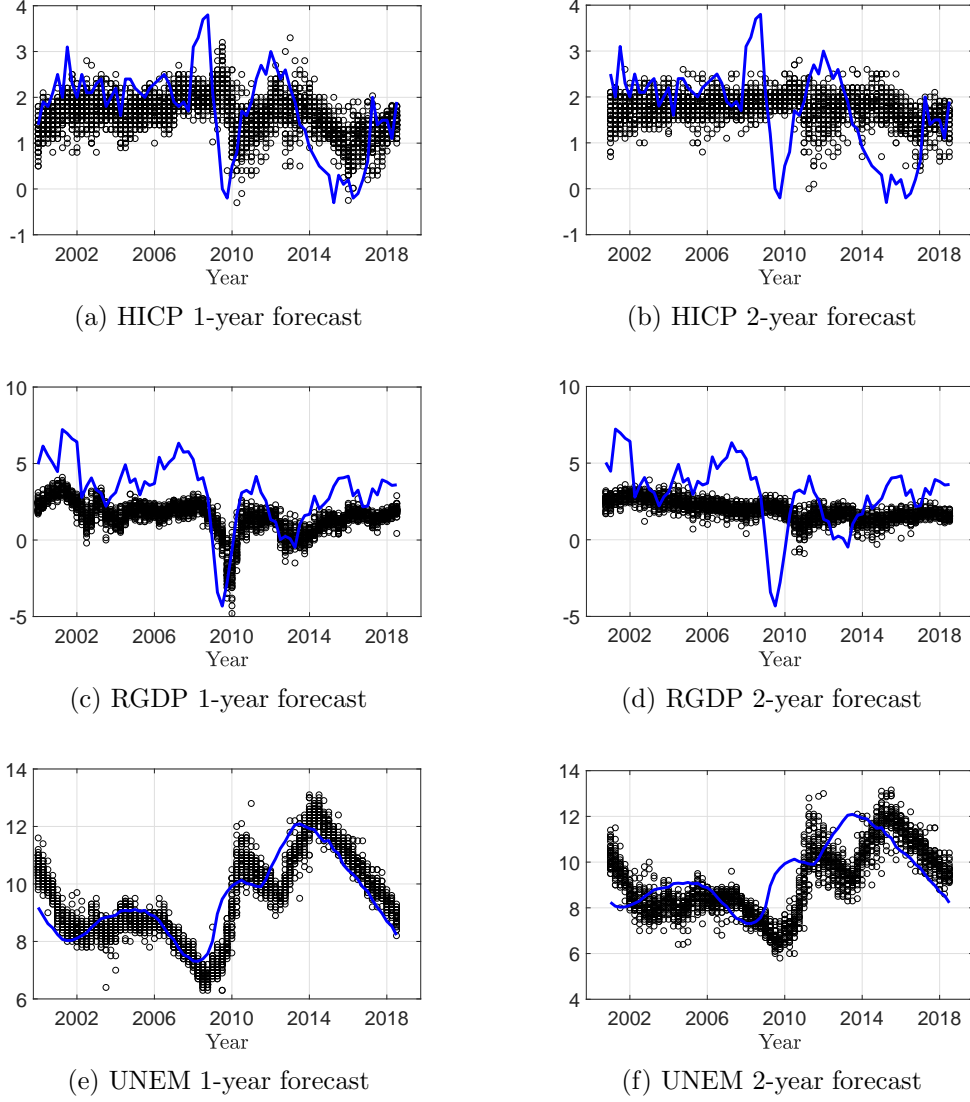 4
3
2
1
0
-1
2002 2006 2010 2014 2018
Year
(a) HICP 1-year forecast
4
3
2
1
0
-1
2002 2006 2010 2014 2018
Year
(b) HICP 2-year forecast
10
5
0
-5
2002 2006 2010 2014 2018
Year
(c) RGDP 1-year forecast
10
5
0
-5
2002 2006 2010 2014 2018
Year
(d) RGDP 2-year forecast
14
12
10
8
6
2002 2006 2010 2014 2018
Year
(e) UNEM 1-year forecast
14
12
10
8
6
4
2002 2006 2010 2014 2018
Year
(f) UNEM 2-year forecast